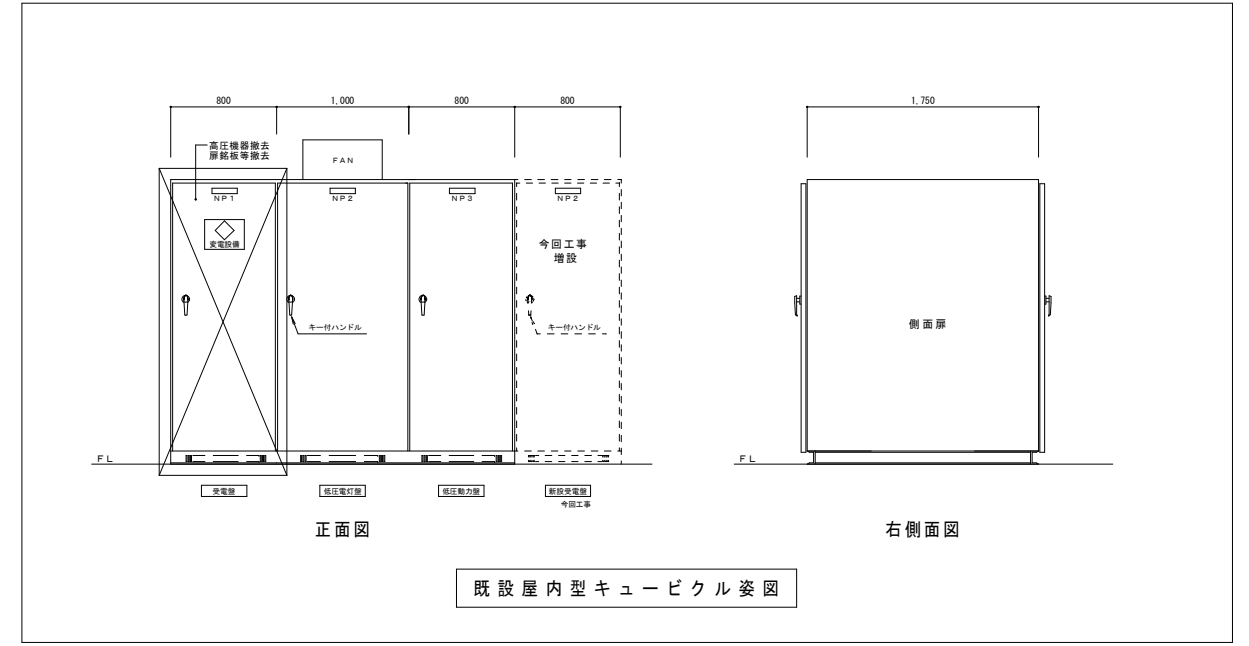 800
1,000
800
800
1,750
高圧機器撤去
扉銘板等撤去
FAN
NP1
NP2
NP3
NP2
変電設備
今回工事
増設
キー付ハンドル
キー付ハンドル
側面扉
FL
FL
受電盤
低圧電灯盤
低圧動力盤
新設受電盤
今回工事
正面図
右側面図
既設屋内型キュービクル姿図